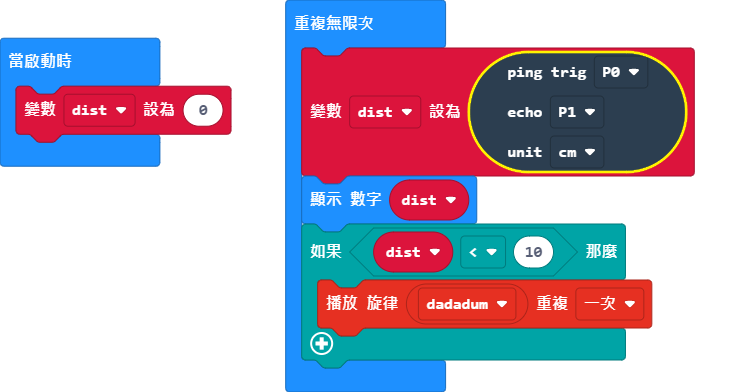 當啟動時
變數 dist 設為 0
重複無限次
變數 dist 設為
ping trig P0
echo P1
unit cm
顯示 數字 dist
如果 dist < 10 那麼
播放 旋律 dadadum 重複 一次